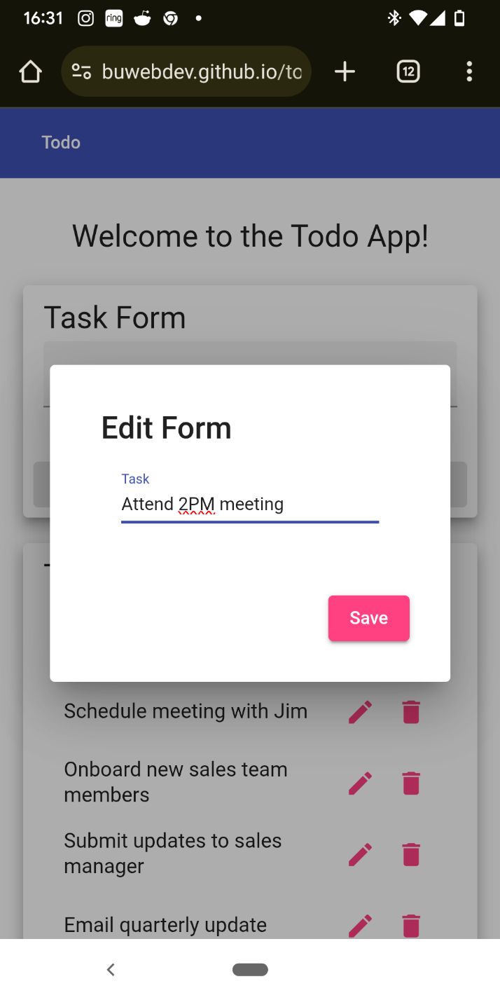 16:31 ring
buwebdev.github.io/to
12
Todo
Welcome to the Todo App!
Task Form
Edit Form
Task
Attend 2PM meeting
Save
Schedule meeting with Jim
Onboard new sales team
members
Submit updates to sales
manager
Email quarterly update